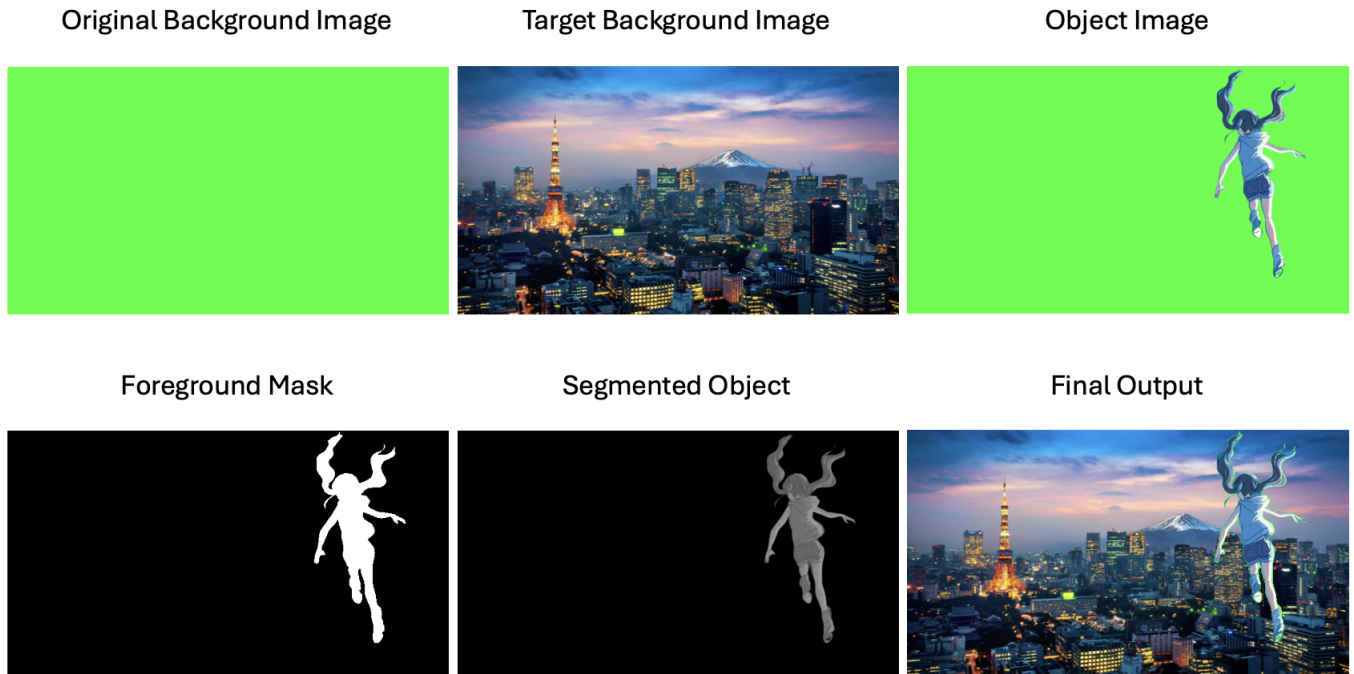 Original Background Image
Target Background Image
Object Image
Foreground Mask
Segmented Object
Final Output